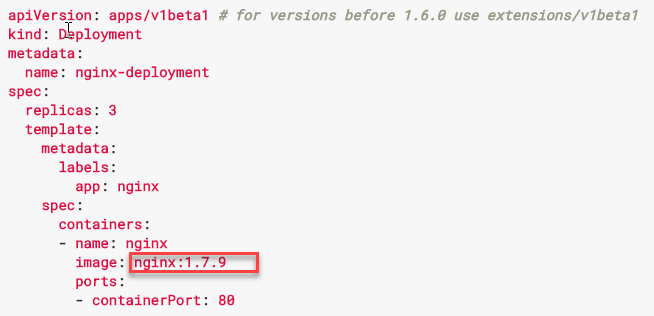 apiVersion: apps/v1beta1 # for versions before 1.6.0 use extensions/v1beta1
kind: Deployment
metadata:
  name: nginx-deployment
spec:
  replicas: 3
  template:
    metadata:
      labels:
        app: nginx
    spec:
      containers:
      - name: nginx
        image: nginx:1.7.9
        ports:
        - containerPort: 80